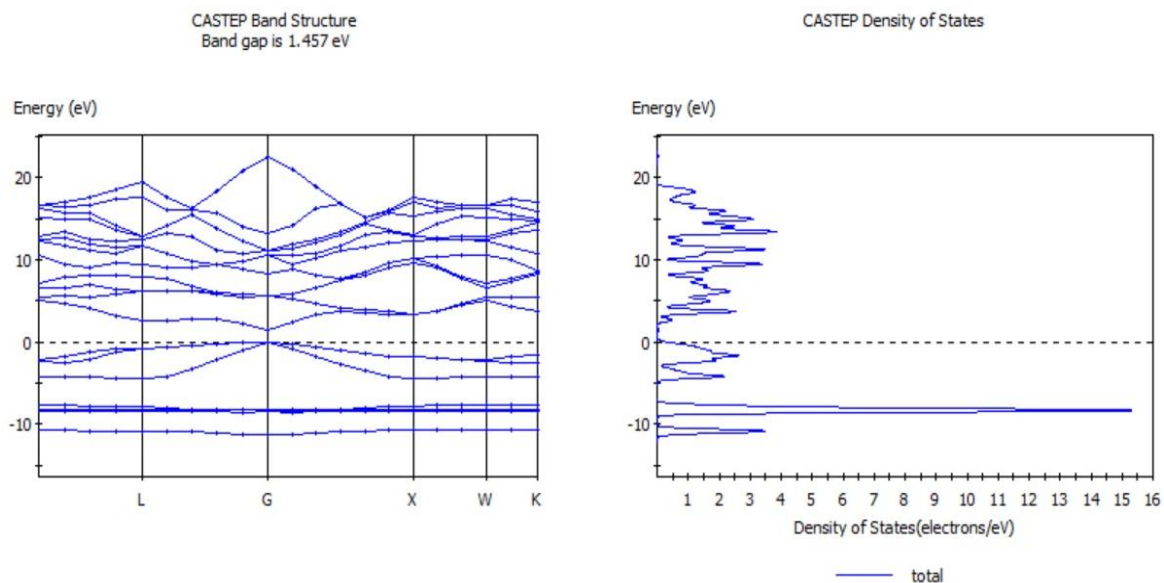 CASTEP Band Structure
Band gap is 1.457 eV
Energy (eV)
20
10
0
-10
L G X W K
CASTEP Density of States
Energy (eV)
20
10
0
-10
1 2 3 4 5 6 7 8 9 10 11 12 13 14 15 16
Density of States(electrons/eV)
total